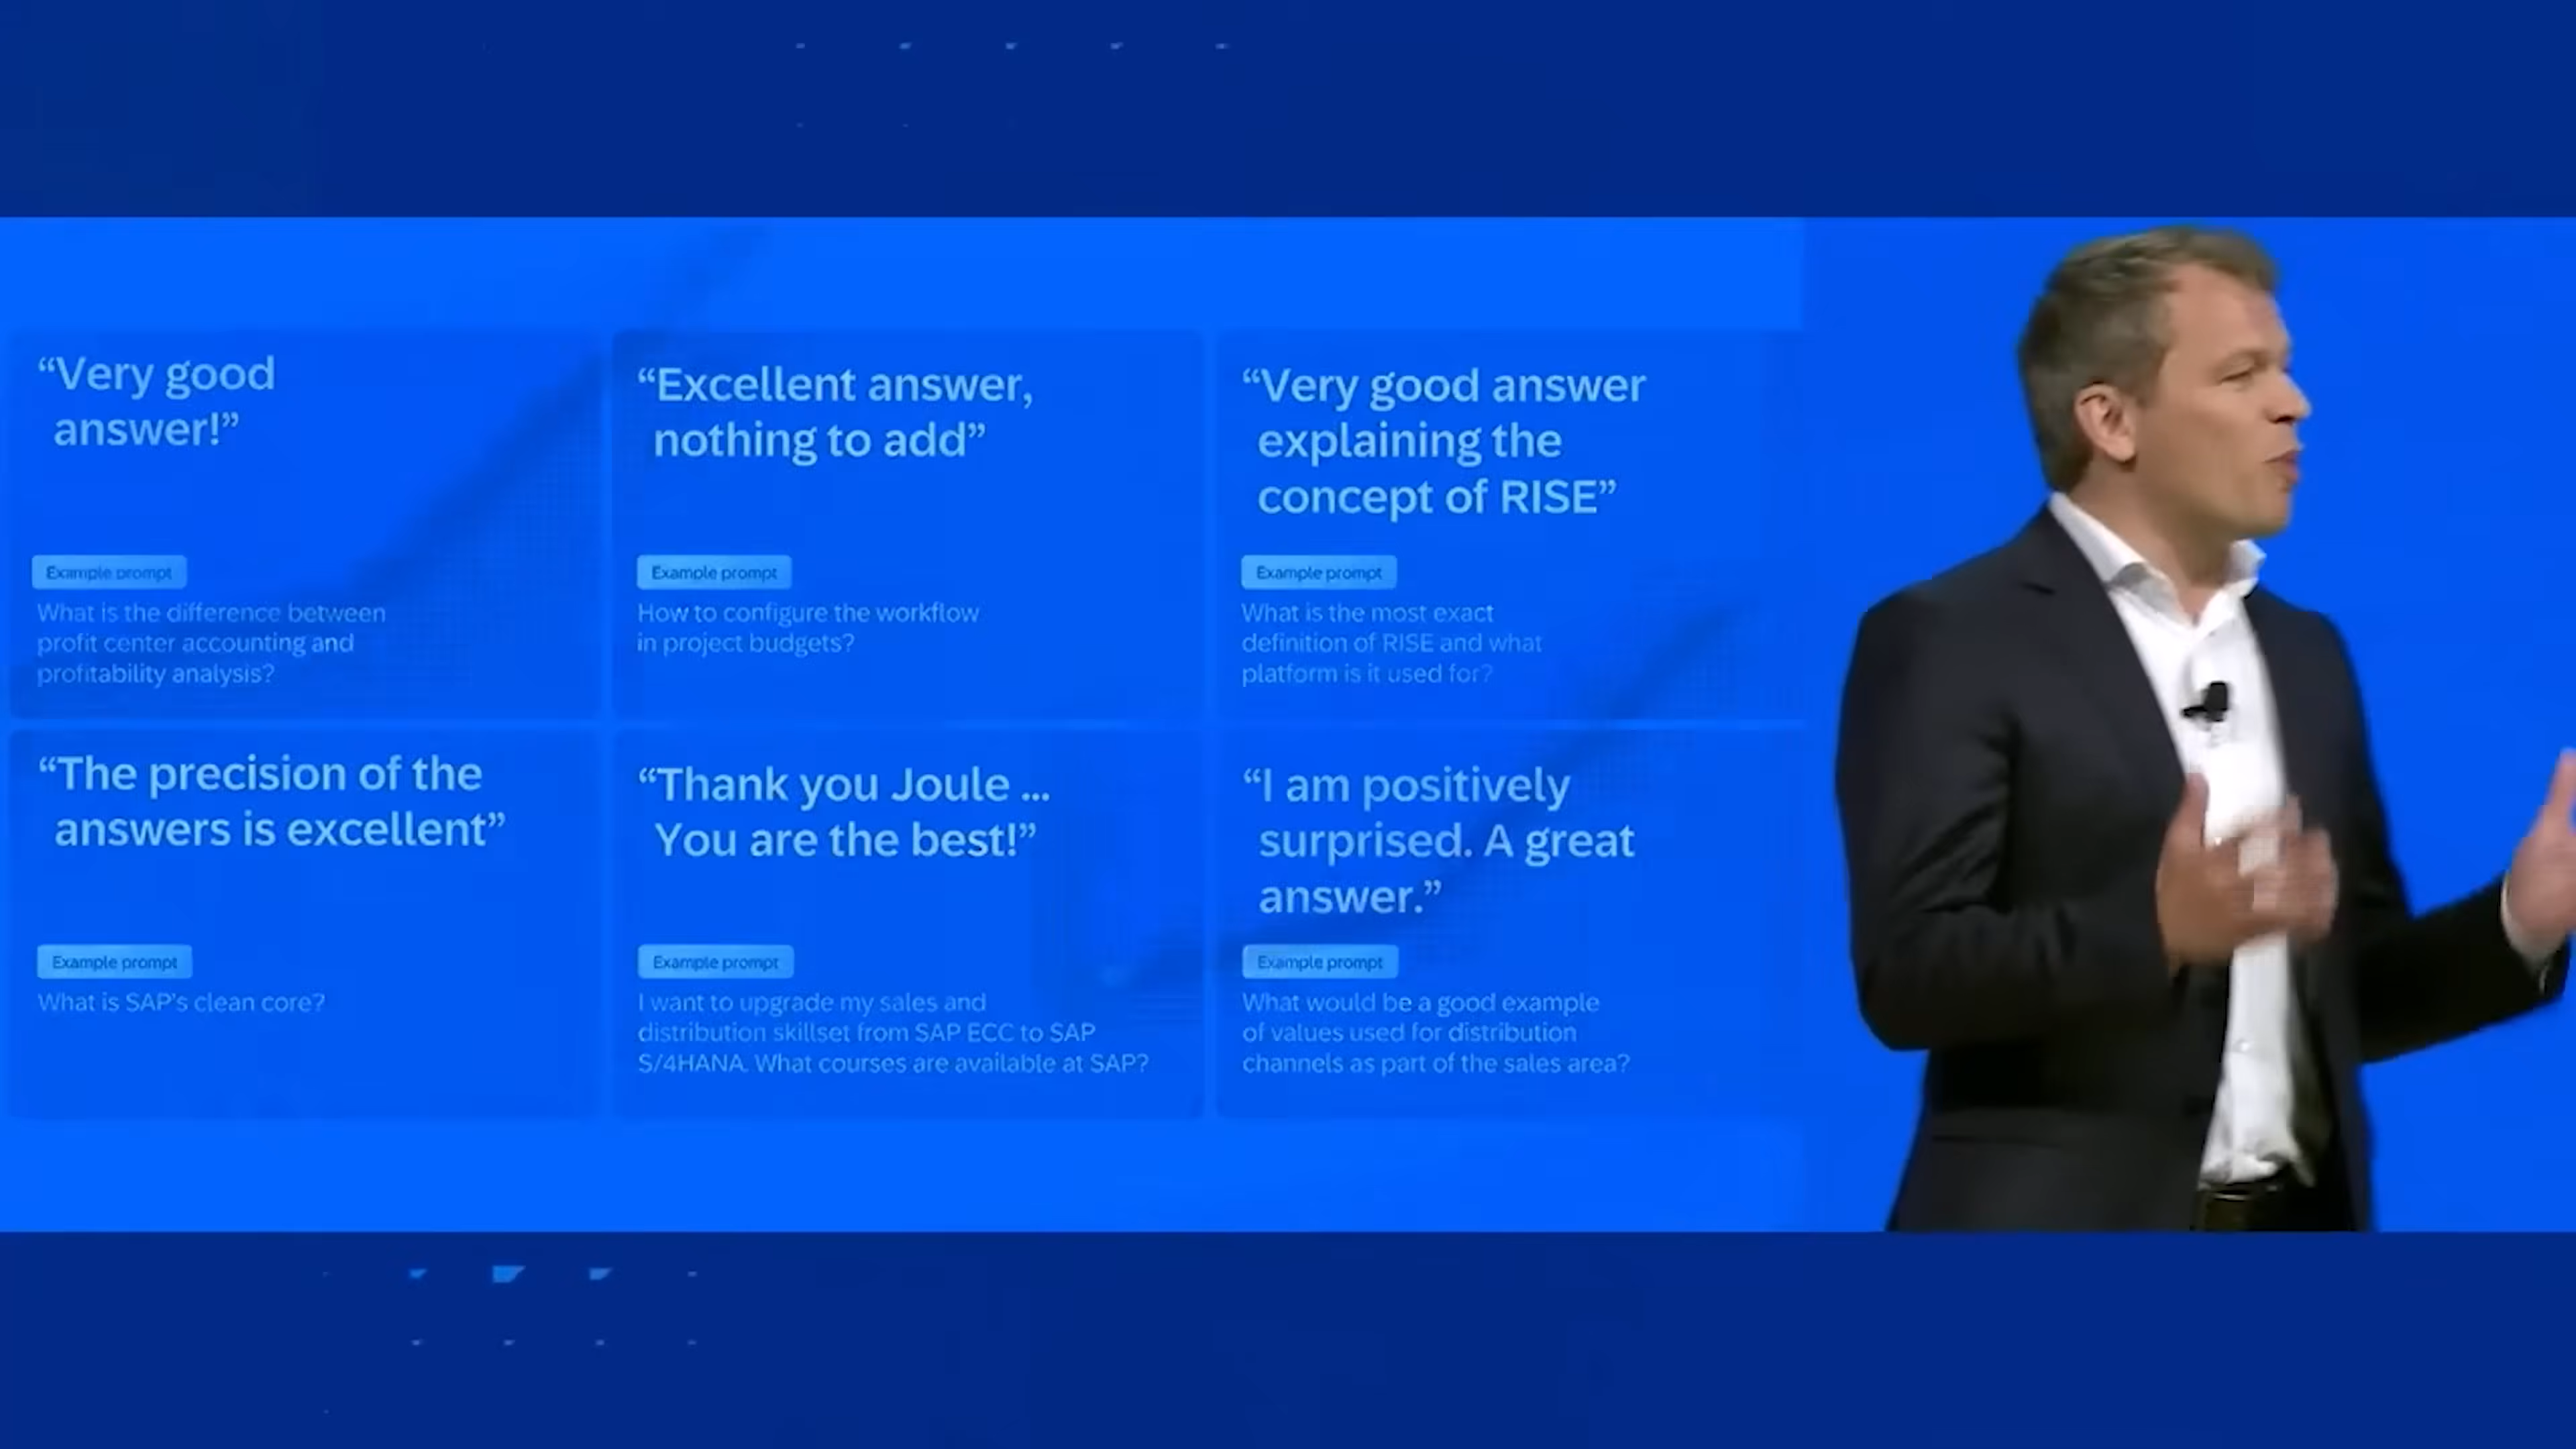 “Very good
answer!”
Example prompt
What is the difference between
profit center accounting and
profitability analysis?
“Excellent answer,
nothing to add”
Example prompt
How to configure the workflow
in project budgets?
“Very good answer
explaining the
concept of RISE”
Example prompt
What is the most exact
definition of RISE and what
platform is it used for?
“The precision of the
answers is excellent”
Example prompt
What is SAP’s clean core?
“Thank you Joule ...
You are the best!”
Example prompt
I want to upgrade my sales and
distribution skillset from SAP ECC to SAP
S/4HANA. What courses are available at SAP?
“I am positively
surprised. A great
answer.”
Example prompt
What would be a good example
of values used for distribution
channels as part of the sales area?